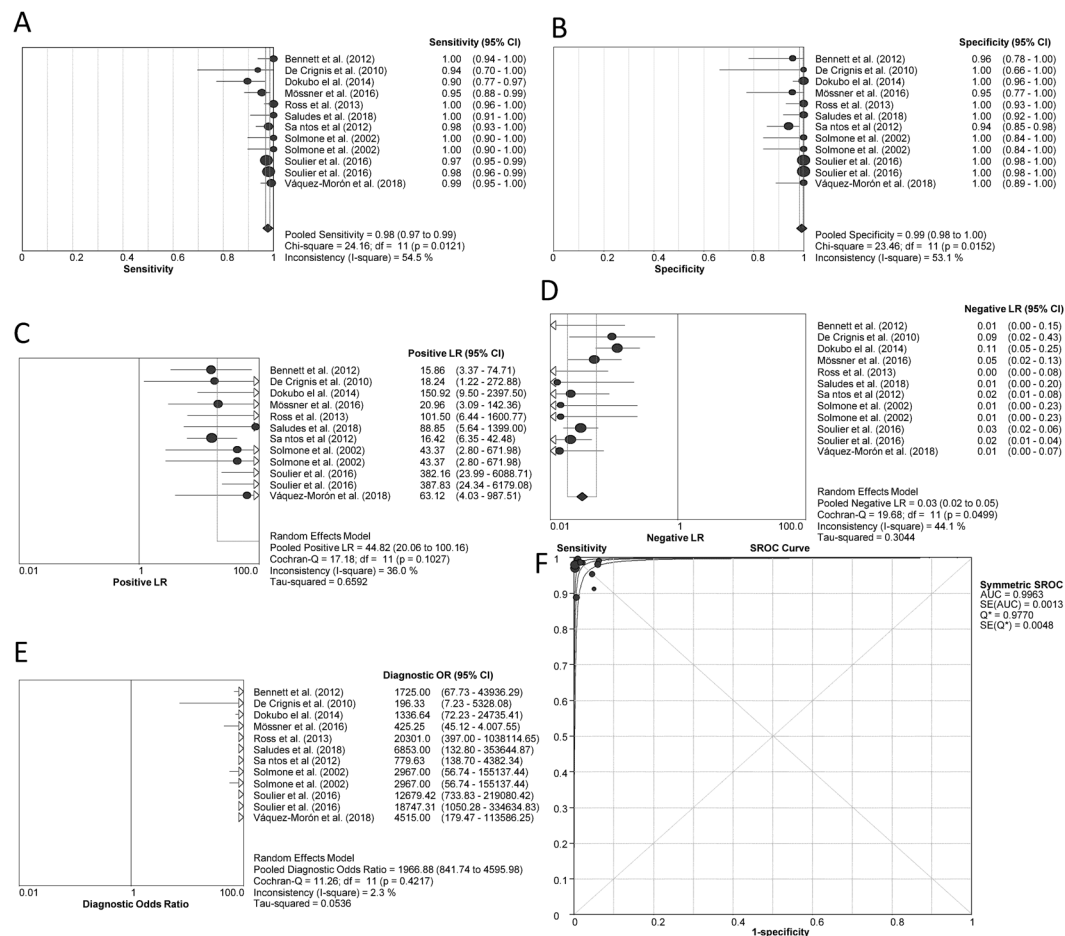 A
Sensitivity (95% CI)
Bennett et al. (2012) 1.00 (0.94 - 1.00)
De Crignis et al. (2010) 0.94 (0.70 - 1.00)
Dokubo et al. (2014) 0.90 (0.77 - 0.97)
Mössner et al. (2016) 0.95 (0.88 - 0.99)
Ross et al. (2013) 1.00 (0.96 - 1.00)
Saludes et al. (2018) 1.00 (0.91 - 1.00)
Sa ntos et al (2012) 0.98 (0.93 - 1.00)
Solmone et al. (2002) 1.00 (0.90 - 1.00)
Solmone et al. (2002) 1.00 (0.90 - 1.00)
Soulier et al. (2016) 0.97 (0.95 - 0.99)
Soulier et al. (2016) 0.98 (0.96 - 0.99)
Váquez-Morón et al. (2018) 0.99 (0.95 - 1.00)
Pooled Sensitivity = 0.98 (0.97 to 0.99)
Chi-square = 24.16; df = 11 (p = 0.0121)
Inconsistency (I-square) = 54.5 %
0 0.2 0.4 0.6 0.8 1
Sensitivity
B
Specificity (95% CI)
Bennett et al. (2012) 0.96 (0.78 - 1.00)
De Crignis et al. (2010) 1.00 (0.66 - 1.00)
Dokubo et al. (2014) 1.00 (0.96 - 1.00)
Mössner et al. (2016) 0.95 (0.77 - 1.00)
Ross et al. (2013) 1.00 (0.93 - 1.00)
Saludes et al. (2018) 1.00 (0.92 - 1.00)
Sa ntos et al (2012) 0.94 (0.85 - 0.98)
Solmone et al. (2002) 1.00 (0.84 - 1.00)
Solmone et al. (2002) 1.00 (0.84 - 1.00)
Soulier et al. (2016) 1.00 (0.98 - 1.00)
Soulier et al. (2016) 1.00 (0.98 - 1.00)
Váquez-Morón et al. (2018) 1.00 (0.89 - 1.00)
Pooled Specificity = 0.99 (0.98 to 1.00)
Chi-square = 23.46; df = 11 (p = 0.0152)
Inconsistency (I-square) = 53.1 %
0 0.2 0.4 0.6 0.8 1
Specificity
C
Positive LR (95% CI)
Bennett et al. (2012) 15.86 (3.37 - 74.71)
De Crignis et al. (2010) 18.24 (1.22 - 272.88)
Dokubo et al. (2014) 150.92 (9.50 - 2397.50)
Mössner et al. (2016) 20.96 (3.09 - 142.36)
Ross et al. (2013) 101.50 (6.44 - 1600.77)
Saludes et al. (2018) 88.85 (5.64 - 1399.00)
Sa ntos et al. (2012) 16.42 (6.35 - 42.48)
Solmone et al. (2002) 43.37 (2.80 - 671.98)
Solmone et al. (2002) 43.37 (2.80 - 671.98)
Soulier et al. (2016) 382.16 (23.99 - 6088.71)
Soulier et al. (2016) 387.83 (24.34 - 6179.08)
Váquez-Morón et al. (2018) 63.12 (4.03 - 987.51)
Random Effects Model
Pooled Positive LR = 44.82 (20.06 to 100.16)
Cochran-Q = 17.18; df = 11 (p = 0.1027)
Inconsistency (I-square) = 36.0 %
Tau-squared = 0.6592
0.01 1 100.0
Positive LR
D
Negative LR (95% CI)
Bennett et al. (2012) 0.01 (0.00 - 0.15)
De Crignis et al. (2010) 0.09 (0.02 - 0.43)
Dokubo et al. (2014) 0.11 (0.05 - 0.25)
Mössner et al. (2016) 0.05 (0.02 - 0.13)
Ross et al. (2013) 0.00 (0.00 - 0.08)
Saludes et al. (2018) 0.01 (0.00 - 0.20)
Sa ntos et al. (2012) 0.02 (0.01 - 0.08)
Solmone et al. (2002) 0.01 (0.00 - 0.23)
Solmone et al. (2002) 0.01 (0.00 - 0.23)
Soulier et al. (2016) 0.03 (0.02 - 0.06)
Soulier et al. (2016) 0.02 (0.01 - 0.04)
Váquez-Morón et al. (2018) 0.01 (0.00 - 0.07)
Random Effects Model
Pooled Negative LR = 0.03 (0.02 to 0.05)
Cochran-Q = 19.68; df = 11 (p = 0.0499)
Inconsistency (I-square) = 44.1 %
Tau-squared = 0.3044
0.01 1 100.0
Negative LR
E
Diagnostic OR (95% CI)
Bennett et al. (2012) 1725.00 (67.73 - 43936.29)
De Crignis et al. (2010) 196.33 (7.23 - 5328.08)
Dokubo et al. (2014) 1336.64 (72.23 - 24735.41)
Mössner et al. (2016) 425.25 (45.12 - 4.007.55)
Ross et al. (2013) 20301.0 (397.00 - 1038114.65)
Saludes et al. (2018) 6853.00 (132.80 - 353644.87)
Sa ntos et al. (2012) 779.63 (138.70 - 4382.34)
Solmone et al. (2002) 2967.00 (56.74 - 155137.44)
Solmone et al. (2002) 2967.00 (56.74 - 155137.44)
Soulier et al. (2016) 12679.42 (733.83 - 219080.42)
Soulier et al. (2016) 18747.31 (1050.28 - 334634.83)
Váquez-Morón et al. (2018) 4515.00 (179.47 - 113586.25)
Random Effects Model
Pooled Diagnostic Odds Ratio = 1966.88 (841.74 to 4595.98)
Cochran-Q = 11.26; df = 11 (p = 0.4217)
Inconsistency (I-square) = 2.3 %
Tau-squared = 0.0536
0.01 1 100.0
Diagnostic Odds Ratio
F
Sensitivity SROC Curve
1
0.9
0.8
0.7
0.6
0.5
0.4
0.3
0.2
0.1
0
0 0.2 0.4 0.6 0.8 1
1-specificity
Symmetric SROC
AUC = 0.9963
SE(AUC) = 0.0013
Q* = 0.9770
SE(Q*) = 0.0048